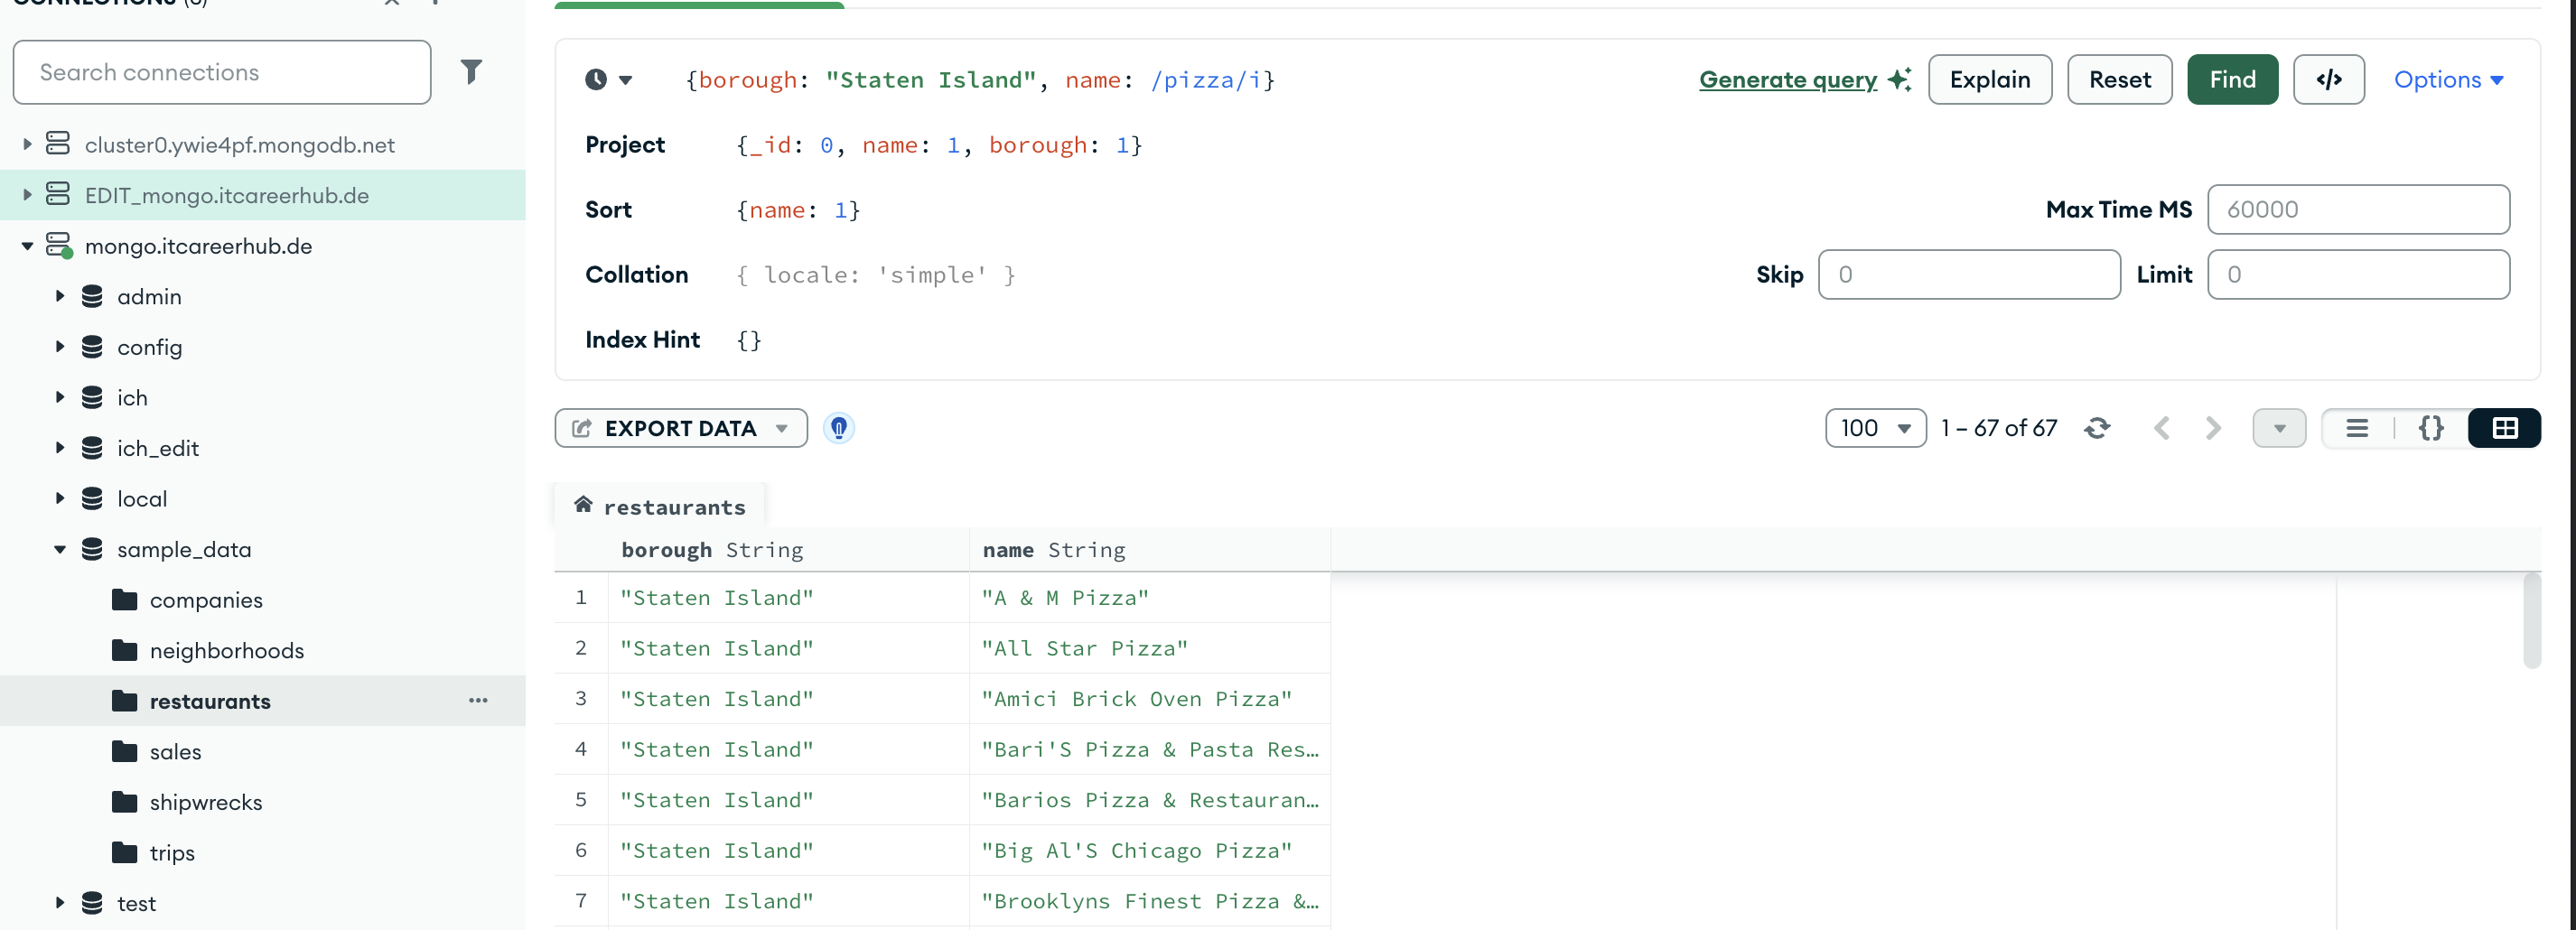 CONNECTIONS
Search connections
cluster0.ywie4pf.mongodb.net
EDIT_mongo.itcareerhub.de
mongo.itcareerhub.de
admin
config
ich
ich_edit
local
sample_data
companies
neighborhoods
restaurants
sales
shipwrecks
trips
test
{borough: "Staten Island", name: /pizza/i}
Generate query
Explain
Reset
Find
</>
Options
Project {_id: 0, name: 1, borough: 1}
Sort {name: 1}
Max Time MS 60000
Collation { locale: 'simple' }
Skip 0
Limit 0
Index Hint {}
EXPORT DATA
100
1 – 67 of 67
{}
restaurants
borough String name String
1 "Staten Island" "A & M Pizza"
2 "Staten Island" "All Star Pizza"
3 "Staten Island" "Amici Brick Oven Pizza"
4 "Staten Island" "Bari'S Pizza & Pasta Res…
5 "Staten Island" "Barios Pizza & Restauran…
6 "Staten Island" "Big Al'S Chicago Pizza"
7 "Staten Island" "Brooklyns Finest Pizza &…